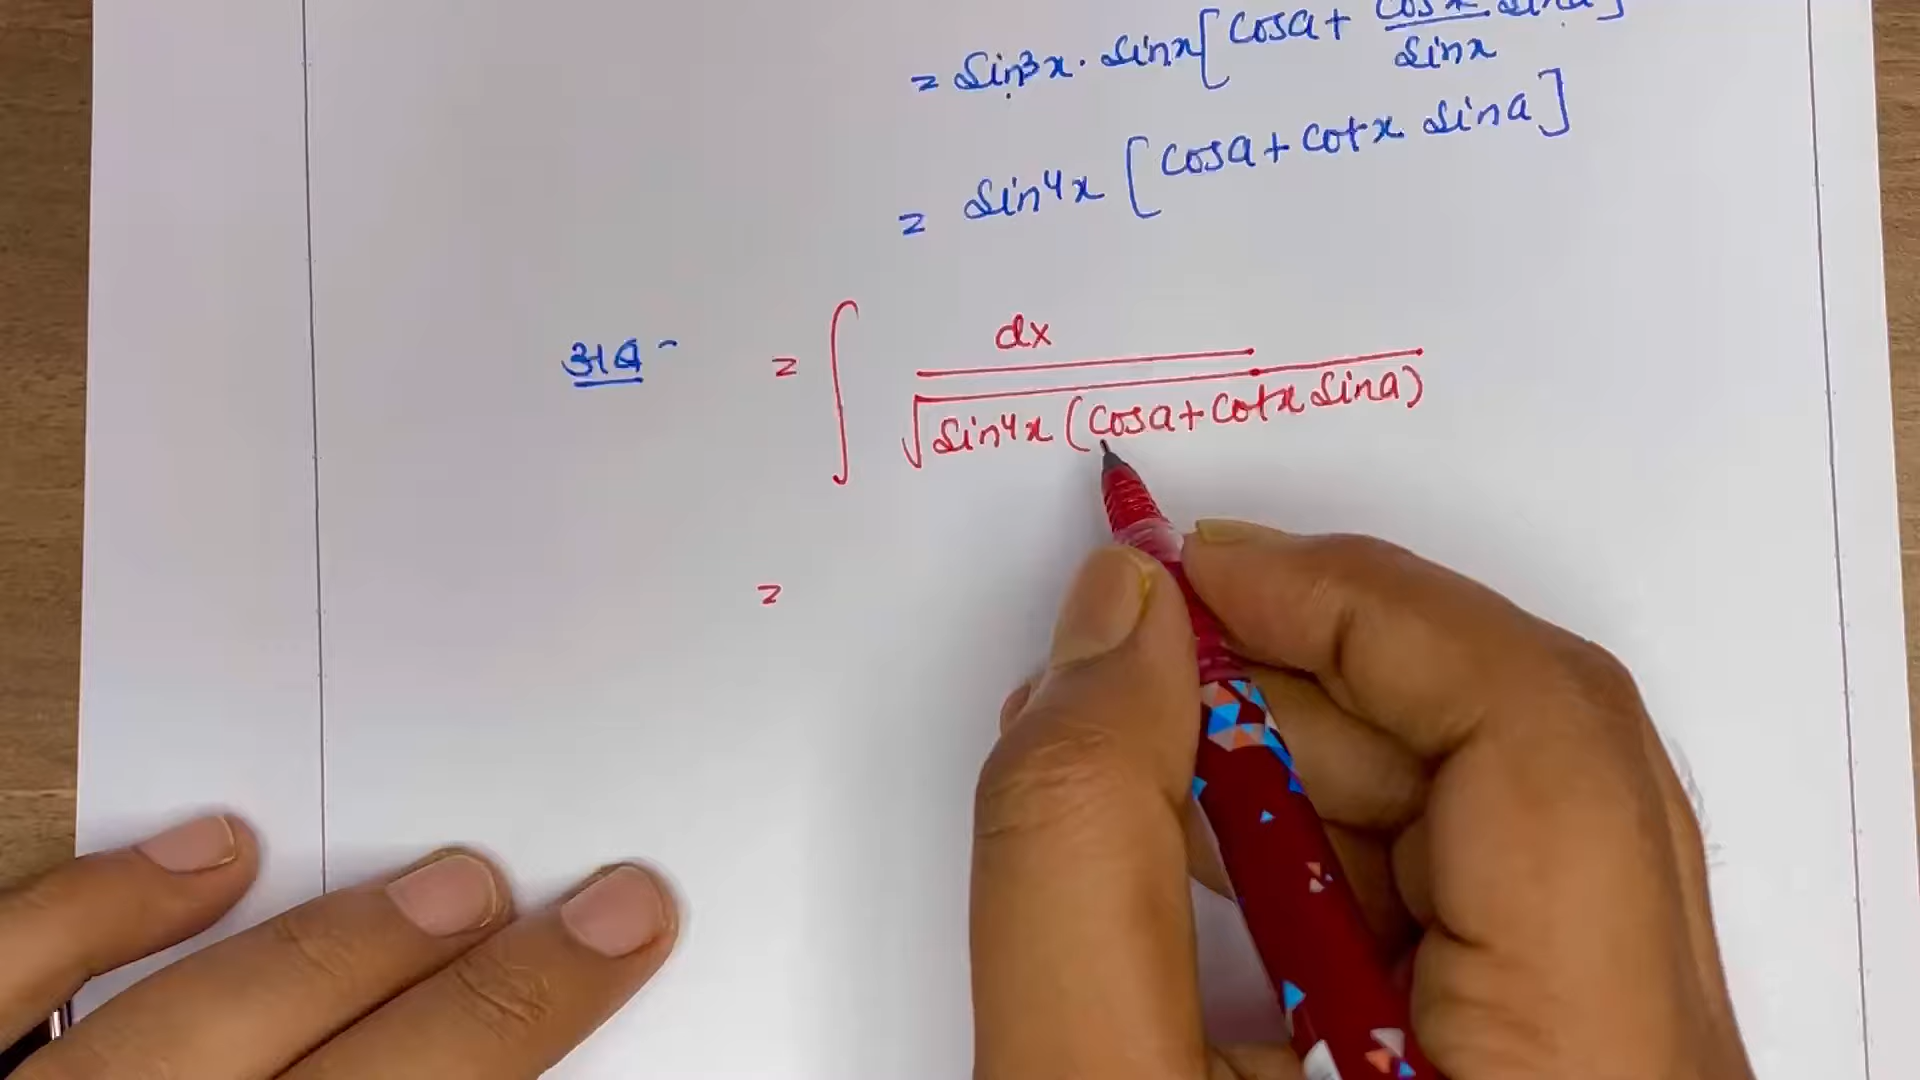 = Sin³x. Sinx[Cosa + Cosx/Sinx Sina]
= Sin⁴x [Cosa + Cotx Sina]
अब - = ∫ dx/√Sin⁴x (Cosa + Cotx Sina)
=